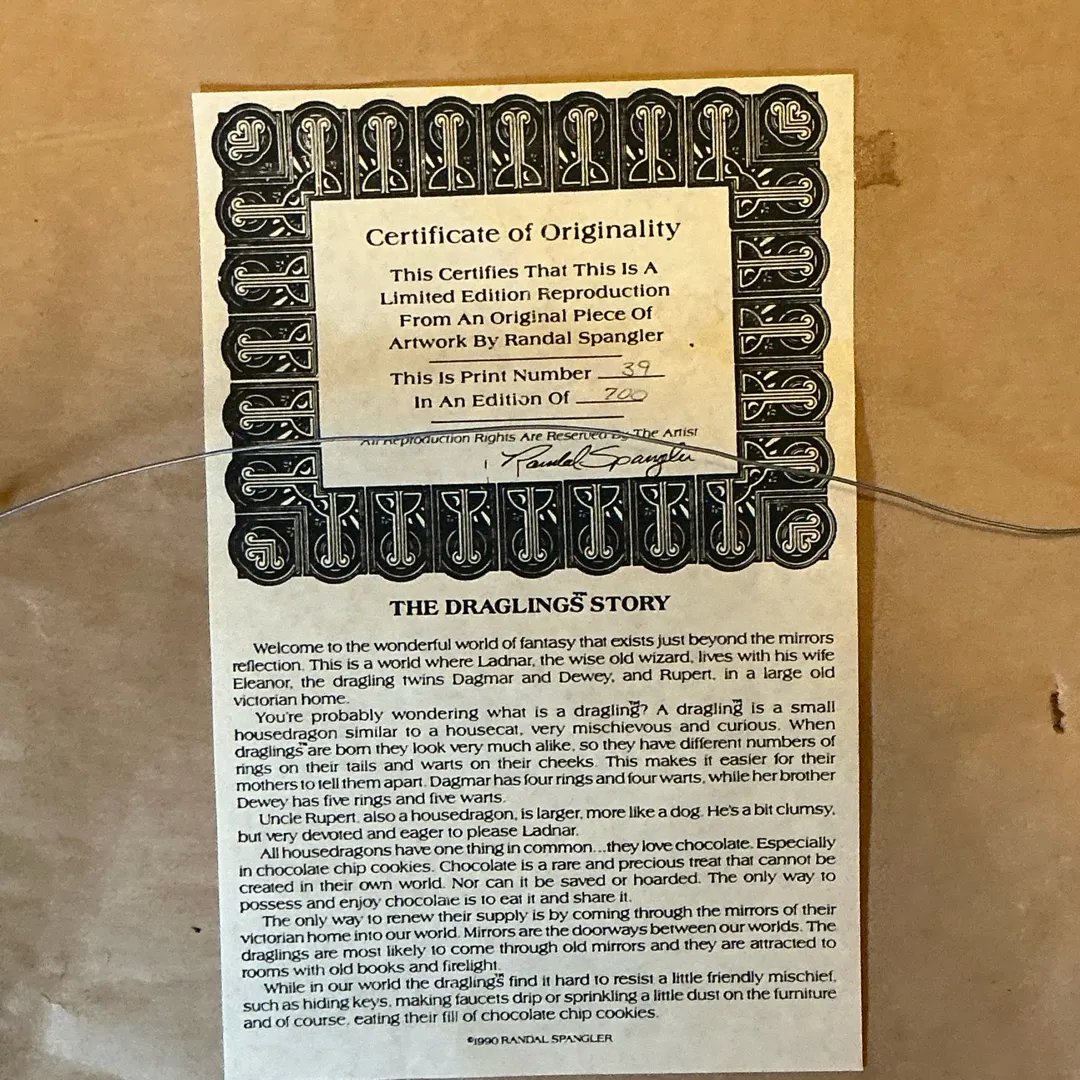 Certificate of Originality
This Certifies That This Is A
Limited Edition Reproduction
From An Original Piece Of
Artwork By Randal Spangler
This Is Print Number 39
In An Edition Of 700
All Reproduction Rights Are Reserved By The Artist
Randal Spangler
THE DRAGLINGS™ STORY
Welcome to the wonderful world of fantasy that exists just beyond the mirrors
reflection. This is a world where Ladnar, the wise old wizard, lives with his wife
Eleanor, the dragling twins Dagmar and Dewey, and Rupert, in a large old
victorian home.
You're probably wondering what is a dragling™? A dragling™ is a small
housedragon similar to a housecat, very mischievous and curious. When
draglings™ are born they look very much alike, so they have different numbers of
rings on their tails and warts on their cheeks. This makes it easier for their
mothers to tell them apart. Dagmar has four rings and four warts, while her brother
Dewey has five rings and five warts.
Uncle Rupert, also a housedragon, is larger, more like a dog. He's a bit clumsy,
but very devoted and eager to please Ladnar.
All housedragons have one thing in common...they love chocolate. Especially
in chocolate chip cookies. Chocolate is a rare and precious treat that cannot be
created in their own world. Nor can it be saved or hoarded. The only way to
possess and enjoy chocolate is to eat it and share it.
The only way to renew their supply is by coming through the mirrors of their
victorian home into our world. Mirrors are the doorways between our worlds. The
draglings are most likely to come through old mirrors and they are attracted to
rooms with old books and firelight.
While in our world the draglings™ find it hard to resist a little friendly mischief,
such as hiding keys, making faucets drip or sprinkling a little dust on the furniture
and of course, eating their fill of chocolate chip cookies.
©1990 RANDAL SPANGLER